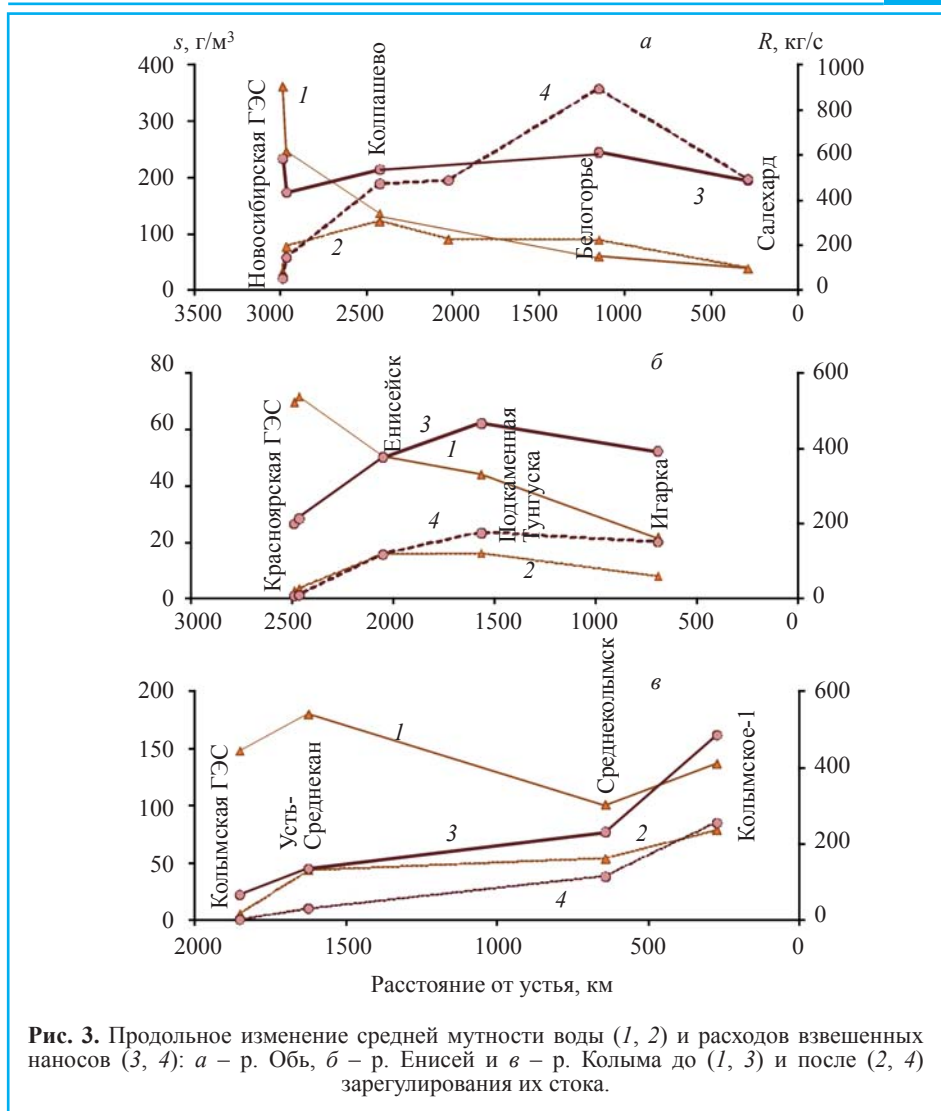 s, г/м³ а R, кг/с
400 1000
300 800
200 600
100 400
0 200
0
Новосибирская ГЭС
Колпашево
Белогорье
Салехард
1
2
3
4
3500 3000 2500 2000 1500 1000 500 0
б
80 600
60 400
40 200
20 0
0
Красноярская ГЭС
Енисейск
Подкаменная
Тунгуска
Игарка
3
1
4
2
3000 2500 2000 1500 1000 500 0
в
200 600
150 400
100 200
50 0
0
Колымская ГЭС
Усть-
Среднекан
Среднеколымск
Колымское-1
1
3
2
4
2000 1500 1000 500 0
Расстояние от устья, км
Рис. 3. Продольное изменение средней мутности воды (1, 2) и расходов взвешенных
наносов (3, 4): а – р. Обь, б – р. Енисей и в – р. Колыма до (1, 3) и после (2, 4)
зарегулирования их стока.